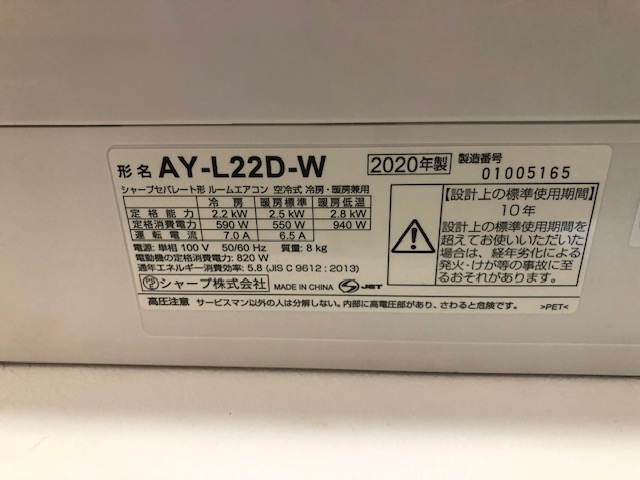 形名 AY-L22D-W 2020年製 製造番号 01005165
シャープセパレート形 ルームエアコン 空冷式 冷房・暖房兼用
冷房 暖房標準 暖房低温
定格能力 2.2 kW 2.5 kW 2.8 kW
定格消費電力 590 W 550 W 940 W
運転電流 7.0 A 6.5 A
電源: 単相 100 V 50/60 Hz 質量: 8 kg
電動機の定格消費電力: 820 W
通年エネルギー消費効率: 5.8 (JIS C 9612 : 2013)
PS E シャープ株式会社 MADE IN CHINA S JET
【設計上の標準使用期間】
10 年
設計上の標準使用期間を
超えてお使いいただいた
場合は、経年劣化による
発火・けが等の事故に至
るおそれがあります。
高圧注意 サービスマン以外の人は分解しない。内部に高電圧部があり、さわると危険です。 >PET<